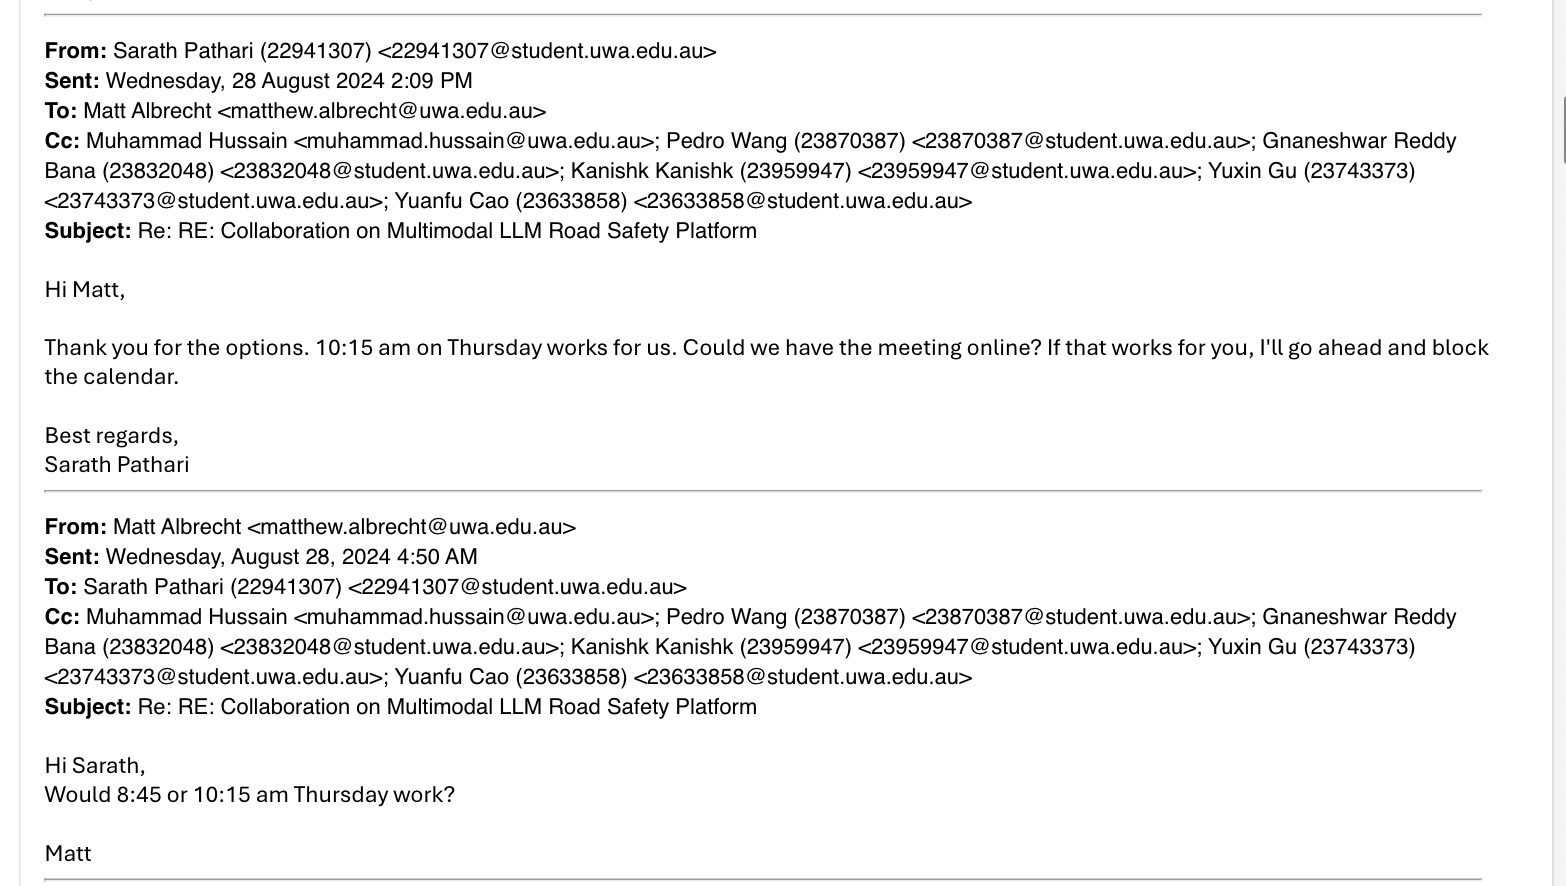 From: Sarath Pathari (22941307) <22941307@student.uwa.edu.au>
Sent: Wednesday, 28 August 2024 2:09 PM
To: Matt Albrecht <matthew.albrecht@uwa.edu.au>
Cc: Muhammad Hussain <muhammad.hussain@uwa.edu.au>; Pedro Wang (23870387) <23870387@student.uwa.edu.au>; Gnaneshwar Reddy
Bana (23832048) <23832048@student.uwa.edu.au>; Kanishk Kanishk (23959947) <23959947@student.uwa.edu.au>; Yuxin Gu (23743373)
<23743373@student.uwa.edu.au>; Yuanfu Cao (23633858) <23633858@student.uwa.edu.au>
Subject: Re: RE: Collaboration on Multimodal LLM Road Safety Platform
Hi Matt,
Thank you for the options. 10:15 am on Thursday works for us. Could we have the meeting online? If that works for you, I'll go ahead and block
the calendar.
Best regards,
Sarath Pathari
From: Matt Albrecht <matthew.albrecht@uwa.edu.au>
Sent: Wednesday, August 28, 2024 4:50 AM
To: Sarath Pathari (22941307) <22941307@student.uwa.edu.au>
Cc: Muhammad Hussain <muhammad.hussain@uwa.edu.au>; Pedro Wang (23870387) <23870387@student.uwa.edu.au>; Gnaneshwar Reddy
Bana (23832048) <23832048@student.uwa.edu.au>; Kanishk Kanishk (23959947) <23959947@student.uwa.edu.au>; Yuxin Gu (23743373)
<23743373@student.uwa.edu.au>; Yuanfu Cao (23633858) <23633858@student.uwa.edu.au>
Subject: Re: RE: Collaboration on Multimodal LLM Road Safety Platform
Hi Sarath,
Would 8:45 or 10:15 am Thursday work?
Matt